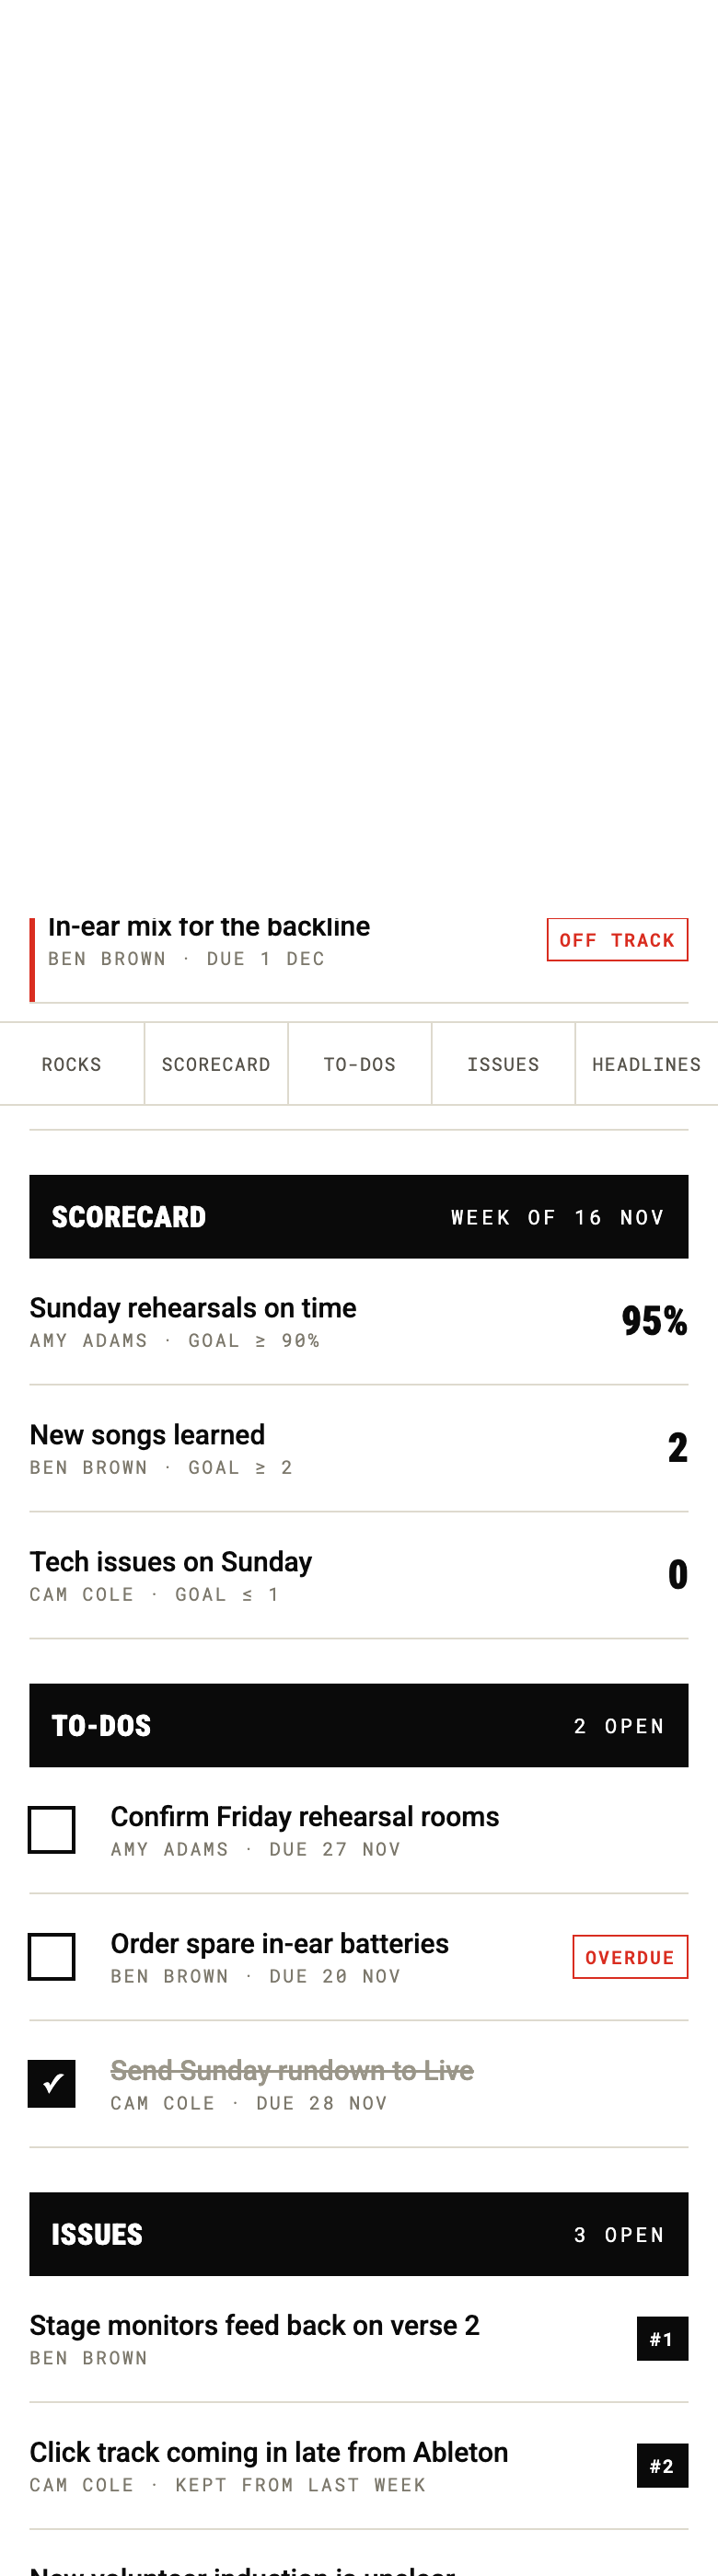 In-ear mix for the backline
OFF TRACK
BEN BROWN · DUE 1 DEC
ROCKS
SCORECARD
TO-DOS
ISSUES
HEADLINES
SCORECARD
WEEK OF 16 NOV
Sunday rehearsals on time
95%
AMY ADAMS · GOAL ≥ 90%
New songs learned
2
BEN BROWN · GOAL ≥ 2
Tech issues on Sunday
0
CAM COLE · GOAL ≤ 1
TO-DOS
2 OPEN
Confirm Friday rehearsal rooms
AMY ADAMS · DUE 27 NOV
Order spare in-ear batteries
OVERDUE
BEN BROWN · DUE 20 NOV
Send Sunday rundown to Live
CAM COLE · DUE 28 NOV
ISSUES
3 OPEN
Stage monitors feed back on verse 2
#1
BEN BROWN
Click track coming in late from Ableton
#2
CAM COLE · KEPT FROM LAST WEEK